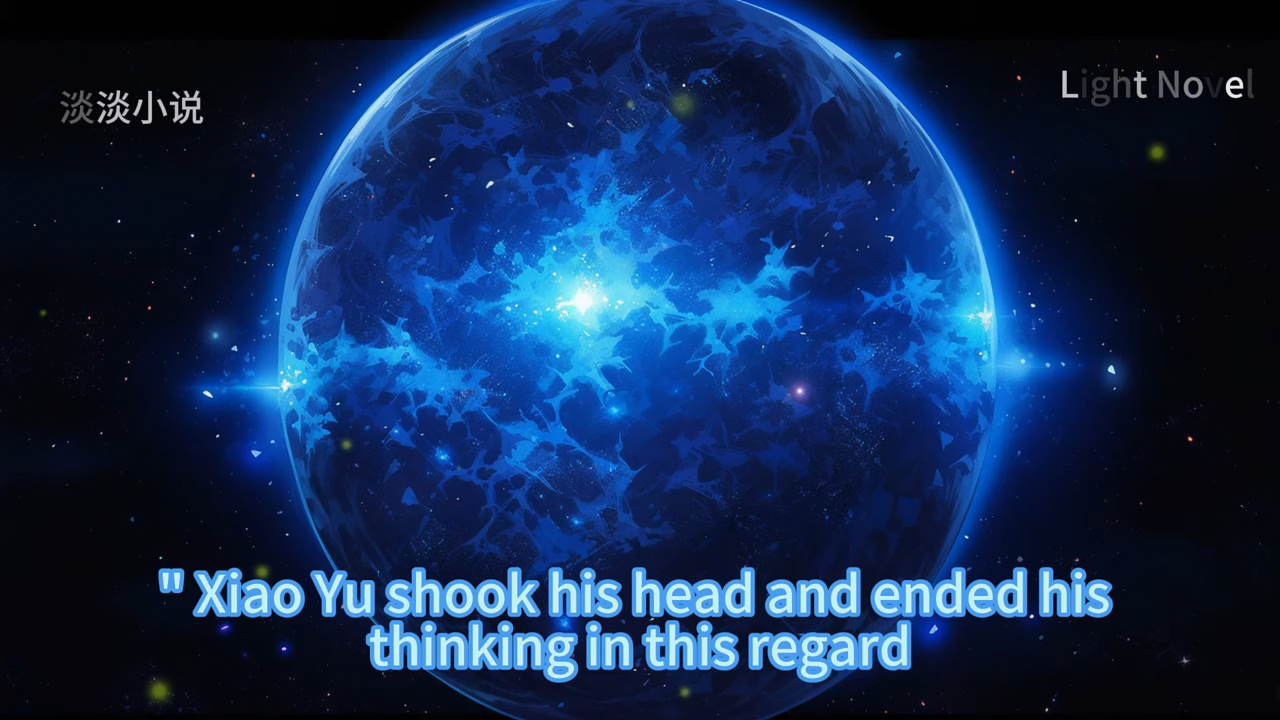 淡淡小说
Light Novel
" Xiao Yu shook his head and ended his
thinking in this regard